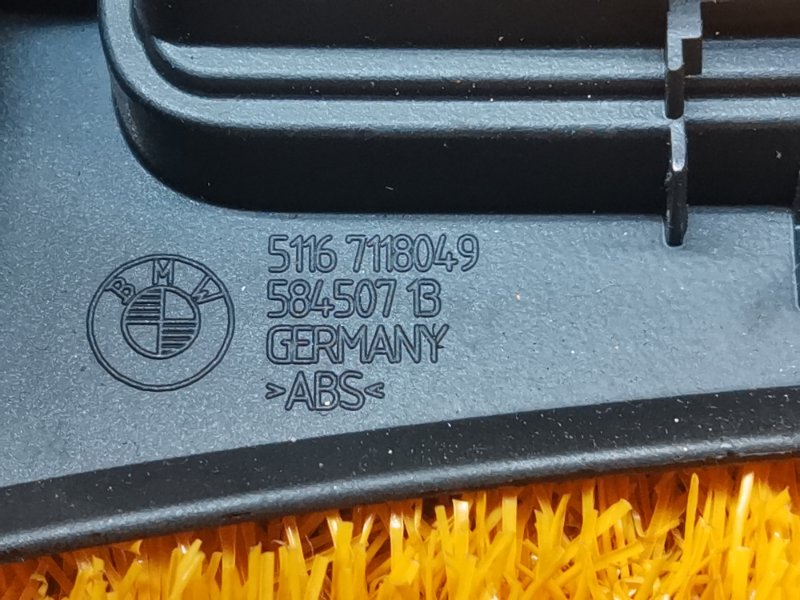 BMW
5116 7118049
584507 13
GERMANY
>ABS<